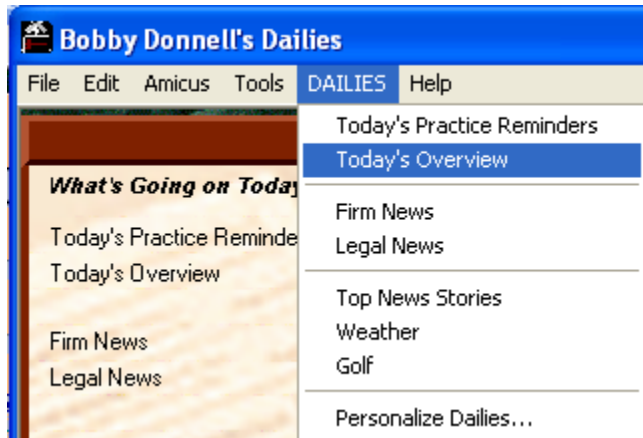 Bobby Donnell's Dailies
File Edit Amicus Tools DAILIES Help
Today's Practice Reminders
Today's Overview
Firm News
Legal News
Top News Stories
Weather
Golf
Personalize Dailies...
What's Going on Today
Today's Practice Reminde
Today's Overview
Firm News
Legal News